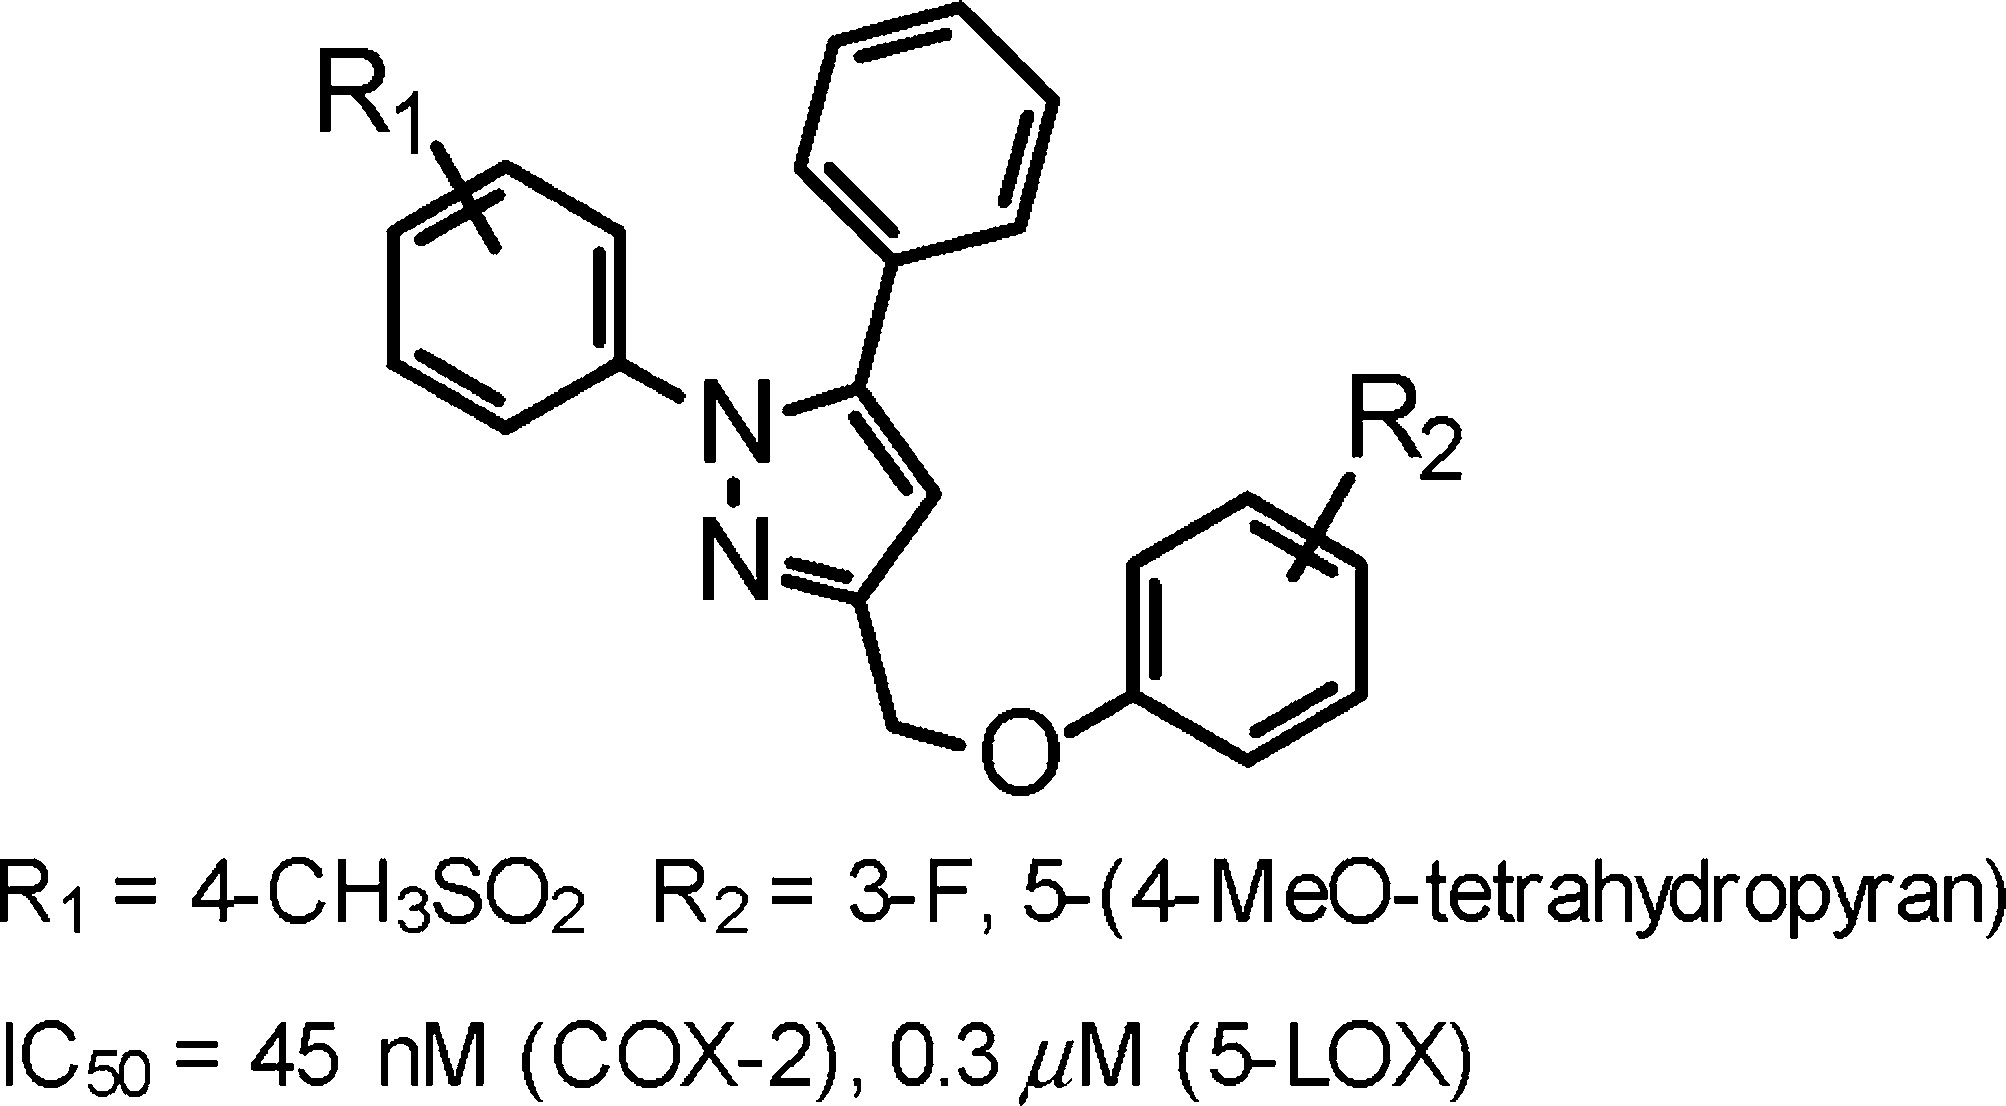 R1
R2
N
N
O
R1 = 4-CH3SO2 R2 = 3-F, 5-(4-MeO-tetrahydropyran)
IC50 = 45 nM (COX-2), 0.3 μM (5-LOX)